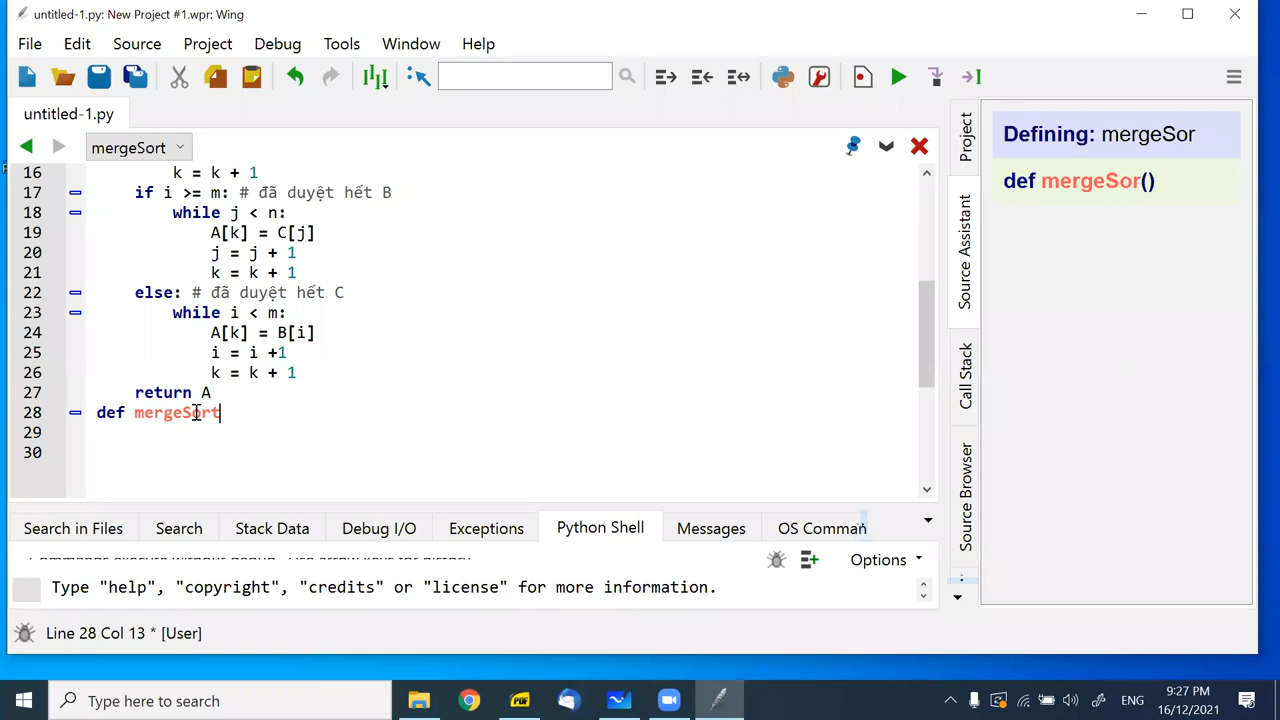 untitled-1.py: New Project #1.wpr: Wing
File Edit Source Project Debug Tools Window Help
untitled-1.py
mergeSort
16 k = k + 1
17 if i >= m: # đã duyệt hết B
18 while j < n:
19 A[k] = C[j]
20 j = j + 1
21 k = k + 1
22 else: # đã duyệt hết C
23 while i < m:
24 A[k] = B[i]
25 i = i +1
26 k = k + 1
27 return A
28 def mergeSort
29
30
Project
Source Assistant
Call Stack
Source Browser
Defining: mergeSor
def mergeSor()
Search in Files Search Stack Data Debug I/O Exceptions Python Shell Messages OS Comman
Options
Type "help", "copyright", "credits" or "license" for more information.
Line 28 Col 13 * [User]
Type here to search
PDF
ENG
9:27 PM
16/12/2021